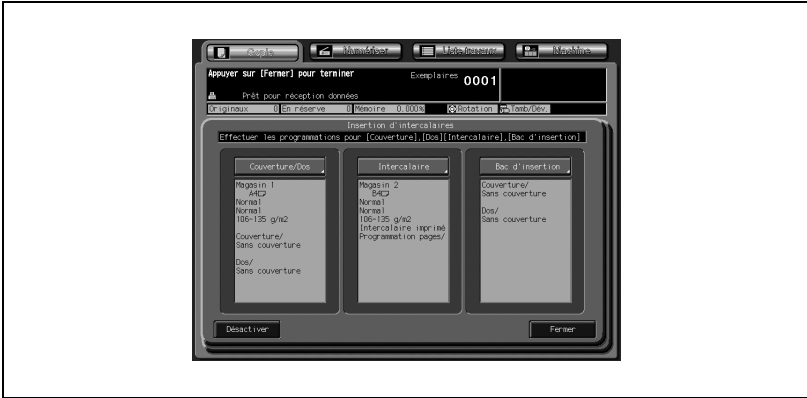 Copie Numériser Liste travaux Machine
Appuyer sur [Fermer] pour terminer
Exemplaires 0001
Prêt pour réception données
Originaux 0 En réserve 0 Mémoire 0.000% Rotation Tamb/Dév.
Insertion d'intercalaires
Effectuer les programmations pour [Couverture],[Dos][Intercalaire],[Bac d'insertion]
Couverture/Dos
Magasin 1
A4
Normal
Normal
106-135 g/m2
Couverture/
Sans couverture
Dos/
Sans couverture
Intercalaire
Magasin 2
B4
Normal
Normal
106-135 g/m2
Intercalaire imprimé
Programmation pages/
Bac d'insertion
Couverture/
Sans couverture
Dos/
Sans couverture
Désactiver
Fermer